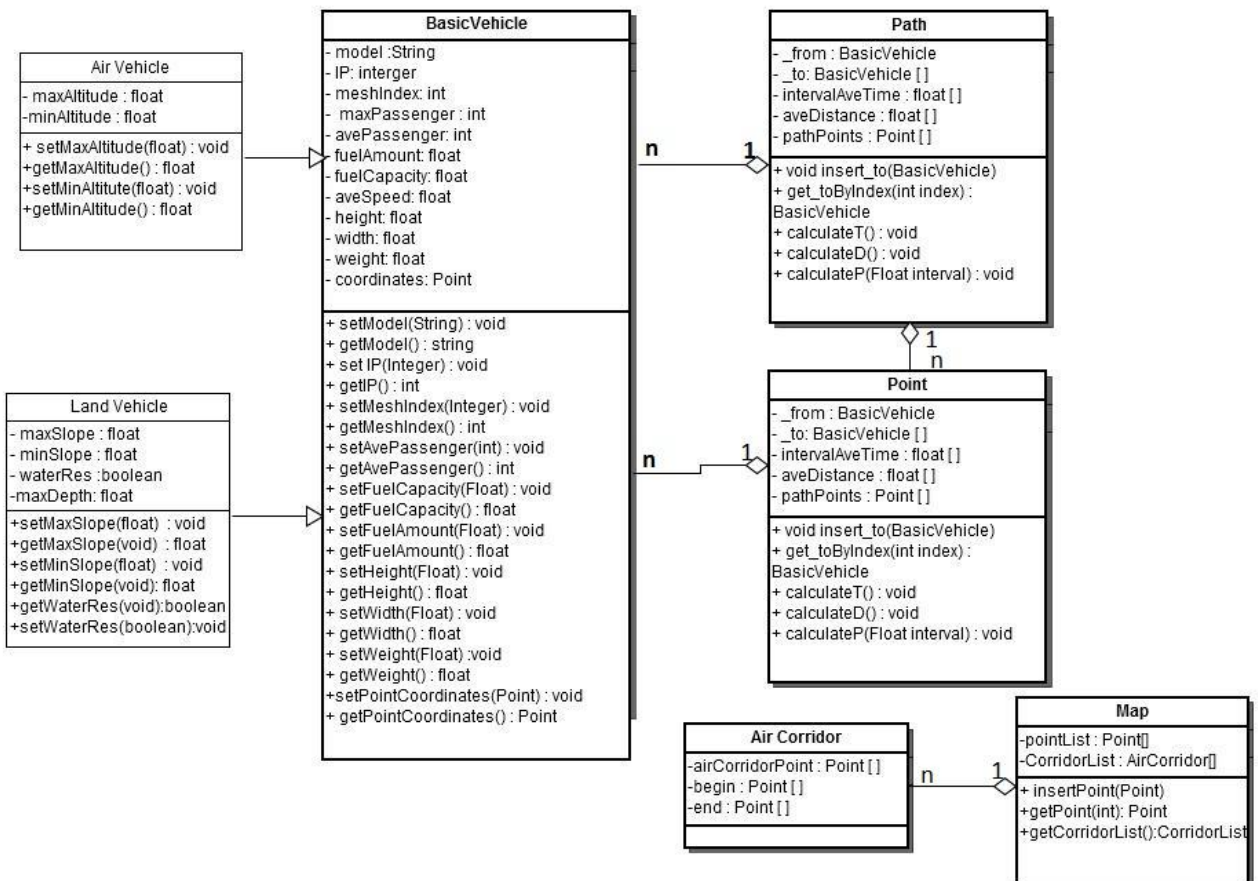 Air Vehicle
- maxAltitude : float
-minAltitude : float
+ setMaxAltitude(float) : void
+getMaxAltitude() : float
+setMinAltitute(float) : void
+getMinAltitude() : float
Land Vehicle
- maxSlope : float
- minSlope : float
- waterRes :boolean
-maxDepth: float
+setMaxSlope(float) : void
+getMaxSlope(void) : float
+setMinSlope(float) : void
+getMinSlope(void): float
+getWaterRes(void):boolean
+setWaterRes(boolean):void
BasicVehicle
- model :String
- IP: interger
- meshIndex: int
- maxPassenger : int
- avePassenger: int
- fuelAmount: float
- fuelCapacity: float
- aveSpeed: float
- height: float
- width: float
- weight: float
- coordinates: Point
+ setModel(String) : void
+ getModel() : string
+ set IP(Integer) : void
+ getIP() : int
+ setMeshIndex(Integer) : void
+ getMeshIndex() : int
+ setAvePassenger(int) : void
+ getAvePassenger() : int
+ setFuelCapacity(Float) : void
+ getFuelCapacity() : float
+ setFuelAmount(Float) : void
+ getFuelAmount() : float
+ setHeight(Float) : void
+ getHeight() : float
+ setWidth(Float) : void
+ getWidth() : float
+ setWeight(Float) :void
+ getWeight() : float
+setPointCoordinates(Point) : void
+ getPointCoordinates() : Point
n 1
Path
- _from : BasicVehicle
- _to: BasicVehicle [ ]
- intervalAveTime : float [ ]
- aveDistance : float [ ]
- pathPoints : Point [ ]
+ void insert_to(BasicVehicle)
+ get_toByIndex(int index) :
BasicVehicle
+ calculateT() : void
+ calculateD() : void
+ calculateP(Float interval) : void
1
n
n 1
Point
- _from : BasicVehicle
- _to: BasicVehicle [ ]
- intervalAveTime : float [ ]
- aveDistance : float [ ]
- pathPoints : Point [ ]
+ void insert_to(BasicVehicle)
+ get_toByIndex(int index) :
BasicVehicle
+ calculateT() : void
+ calculateD() : void
+ calculateP(Float interval) : void
Air Corridor
-airCorridorPoint : Point [ ]
-begin : Point [ ]
-end : Point [ ]
n 1
Map
-pointList : Point[]
-CorridorList : AirCorridor[]
+ insertPoint(Point)
+getPoint(int): Point
+getCorridorList():CorridorList